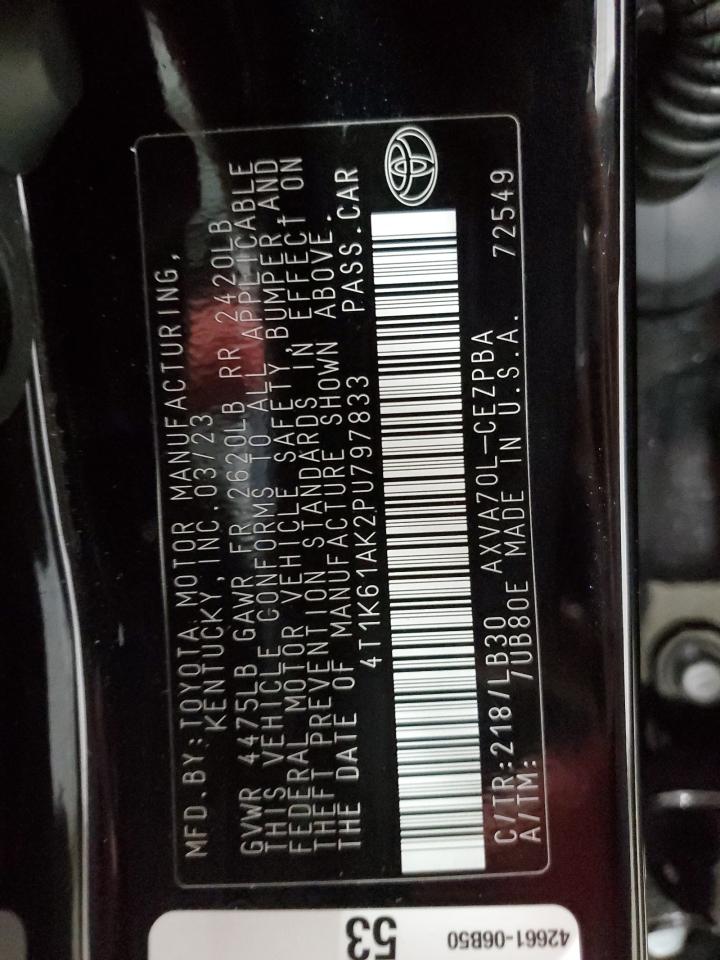 MFD.BY:TOYOTA MOTOR MANUFACTURING,
KENTUCKY, INC.03/23
GVWR 4475LB GAWR FR 2620LB RR 2420LB
THIS VEHICLE CONFORMS TO ALL APPLICABLE
FEDERAL MOTOR VEHICLE SAFETY, BUMPER,AND
THEFT PREVENTION STANDARDS IN EFFECT ON
THE DATE OF MANUFACTURE SHOWN ABOVE.
4T1K61AK2PU797833 PASS.CAR
C/TR:218/LB30 AXVA70L-CEZPBA
A/TM: /UB80E MADE IN U.S.A. 72549
53
42661-06B50